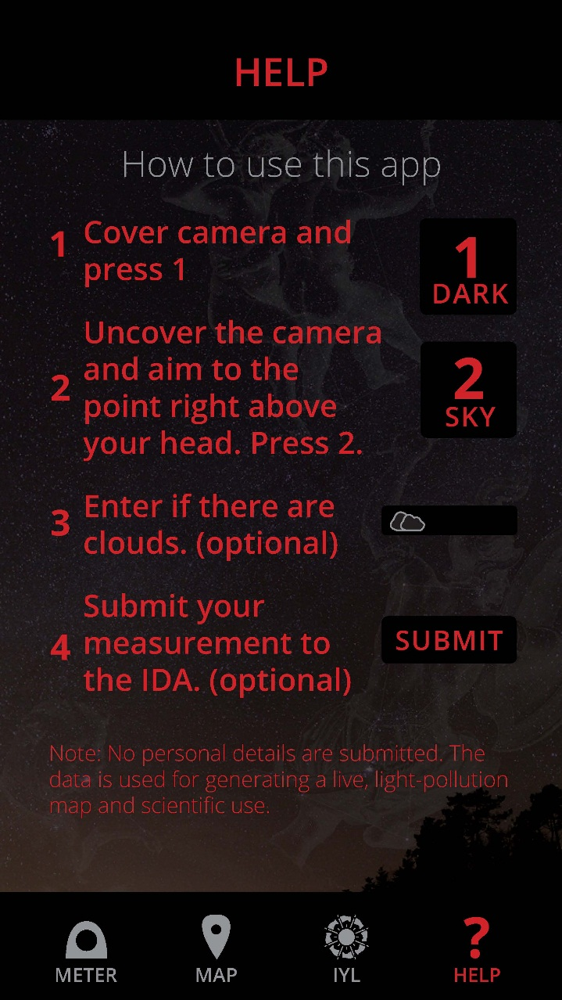 HELP
How to use this app
1
Cover camera and
press 1
1
DARK
2
Uncover the camera
and aim to the
point right above
your head. Press 2.
2
SKY
3
Enter if there are
clouds. (optional)
4
Submit your
measurement to
the IDA. (optional)
SUBMIT
Note: No personal details are submitted. The
data is used for generating a live, light-pollution
map and scientific use.
METER
MAP
IYL
?
HELP